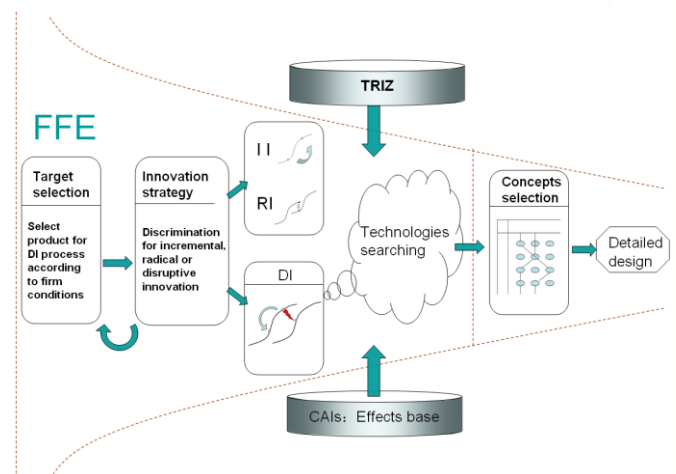 TRIZ
FFE
Target
selection
Select
product for
DI process
according
to firm
conditions
Innovation
strategy
Discrimination
for incremental,
radical or
disruptive
innovation
I I
RI
DI
Technologies
searching
Concepts
selection
Detailed
design
CAIs：Effects base